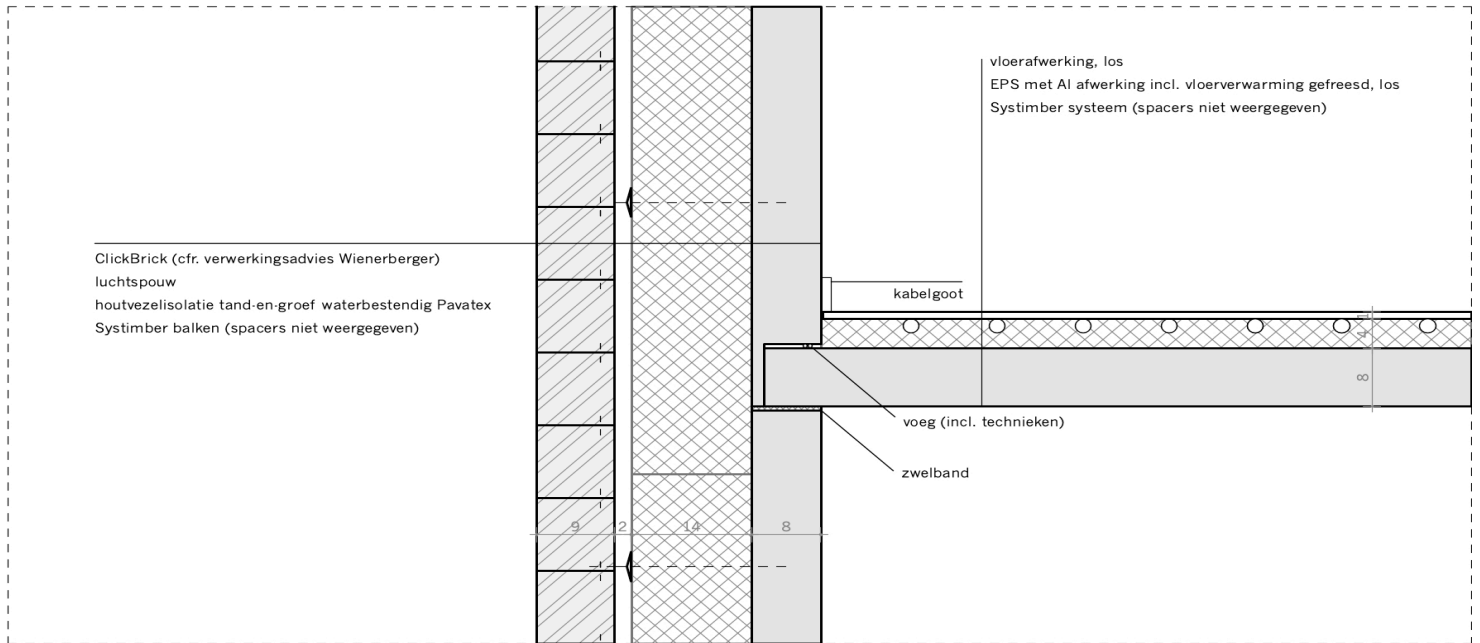 vloerafwerking, los
EPS met Al afwerking incl. vloerverwarming gefreesd, los
Systimber systeem (spacers niet weergegeven)
ClickBrick (cfr. verwerkingsadvies Wienerberger)
luchtspouw
houtvezelisolatie tand-en-groef waterbestendig Pavatex
Systimber balken (spacers niet weergegeven)
kabelgoot
1
4
8
voeg (incl. technieken)
zwelband
9 2 14 8